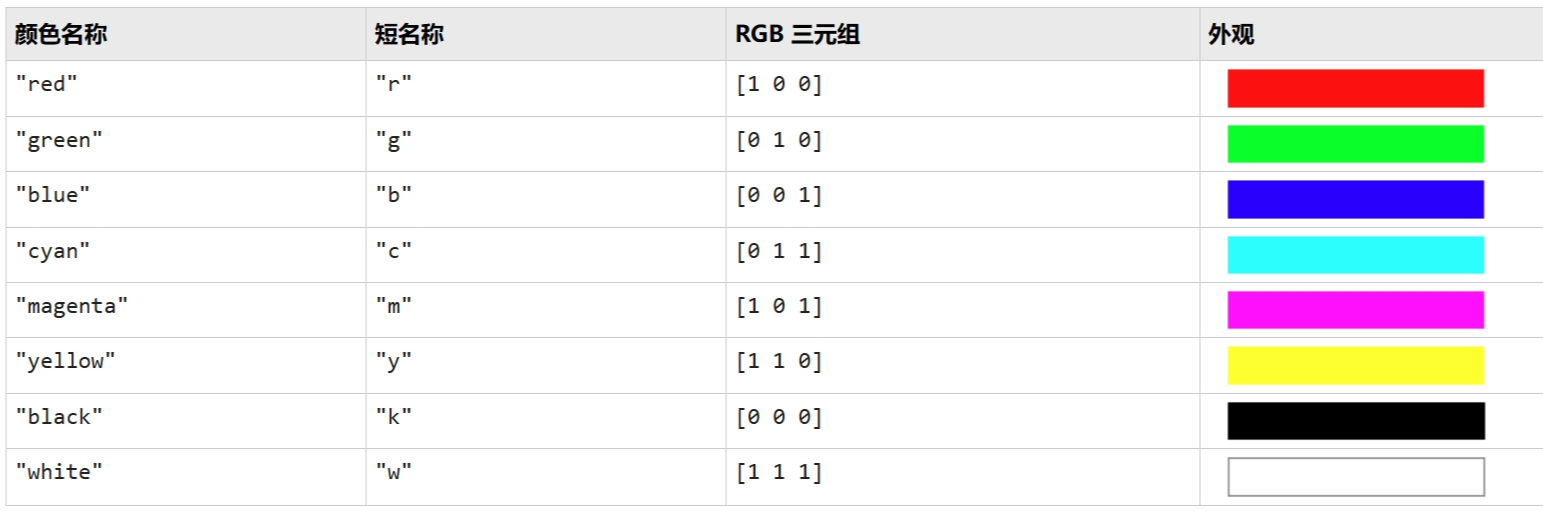 颜色名称 短名称 RGB 三元组 外观
"red" "r" [1 0 0]
"green" "g" [0 1 0]
"blue" "b" [0 0 1]
"cyan" "c" [0 1 1]
"magenta" "m" [1 0 1]
"yellow" "y" [1 1 0]
"black" "k" [0 0 0]
"white" "w" [1 1 1]